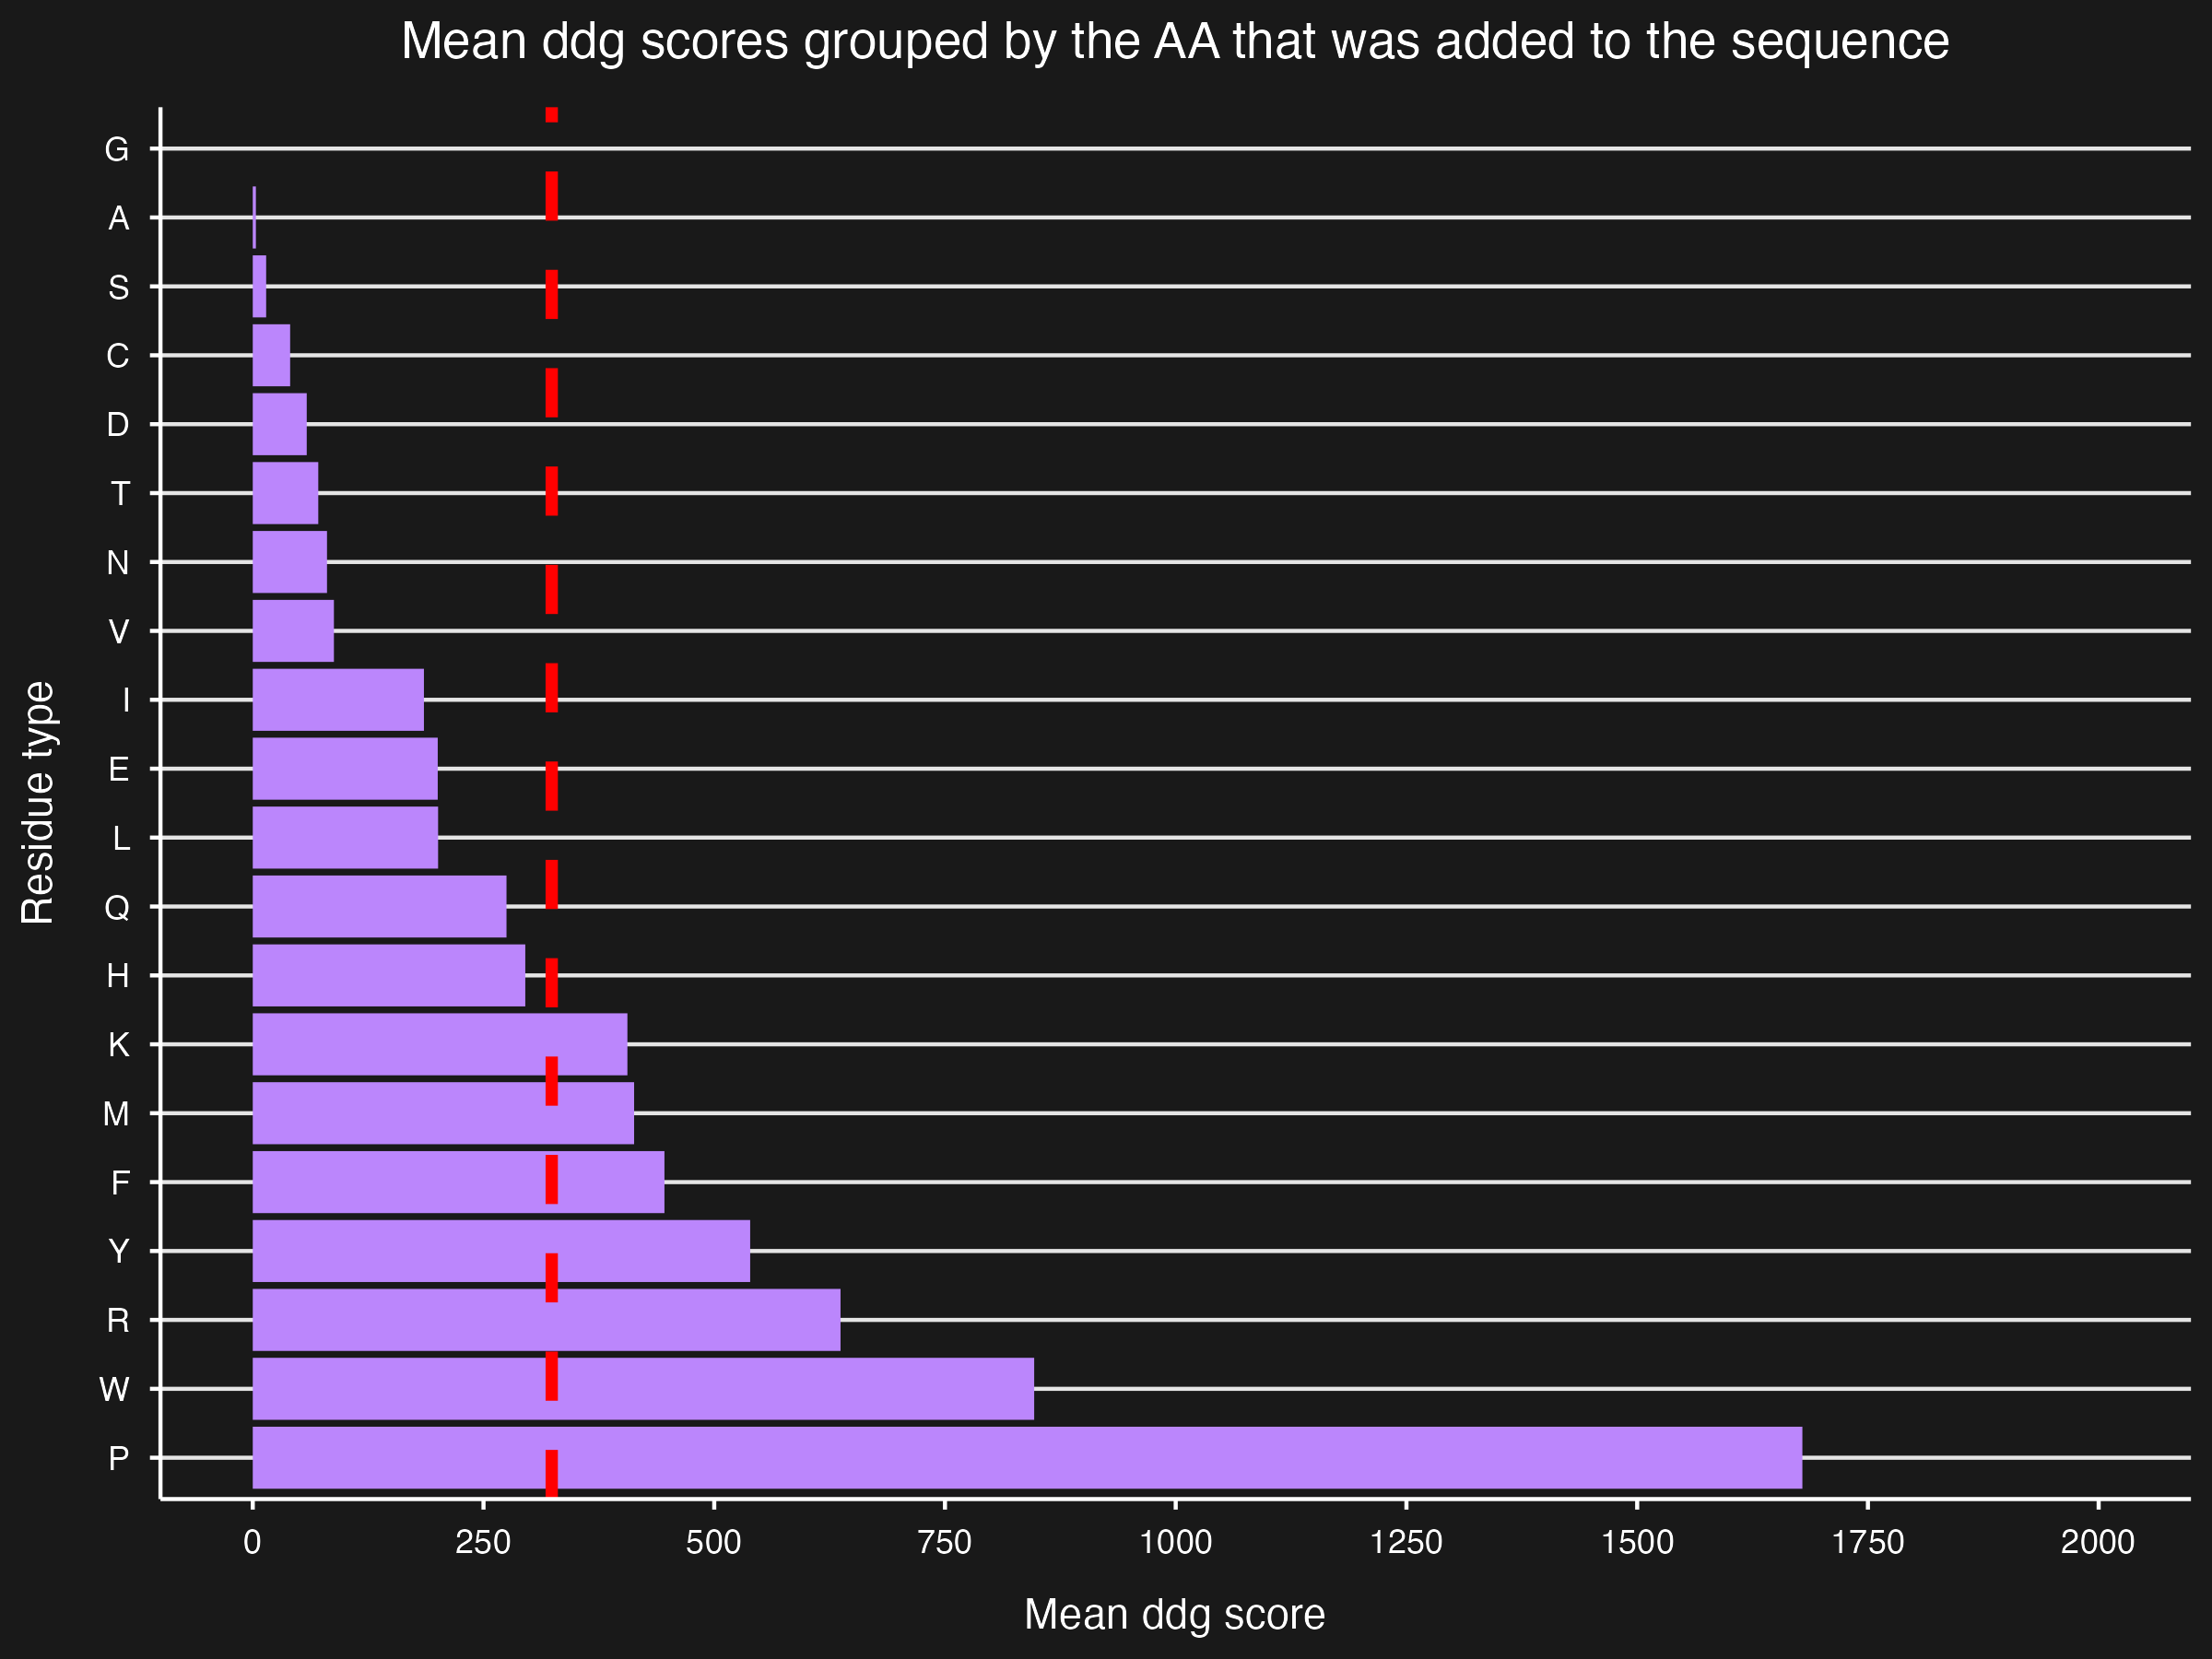 Mean ddg scores grouped by the AA that was added to the sequence
Residue type
G
A
S
C
D
T
N
V
I
E
L
Q
H
K
M
F
Y
R
W
P
0 250 500 750 1000 1250 1500 1750 2000
Mean ddg score